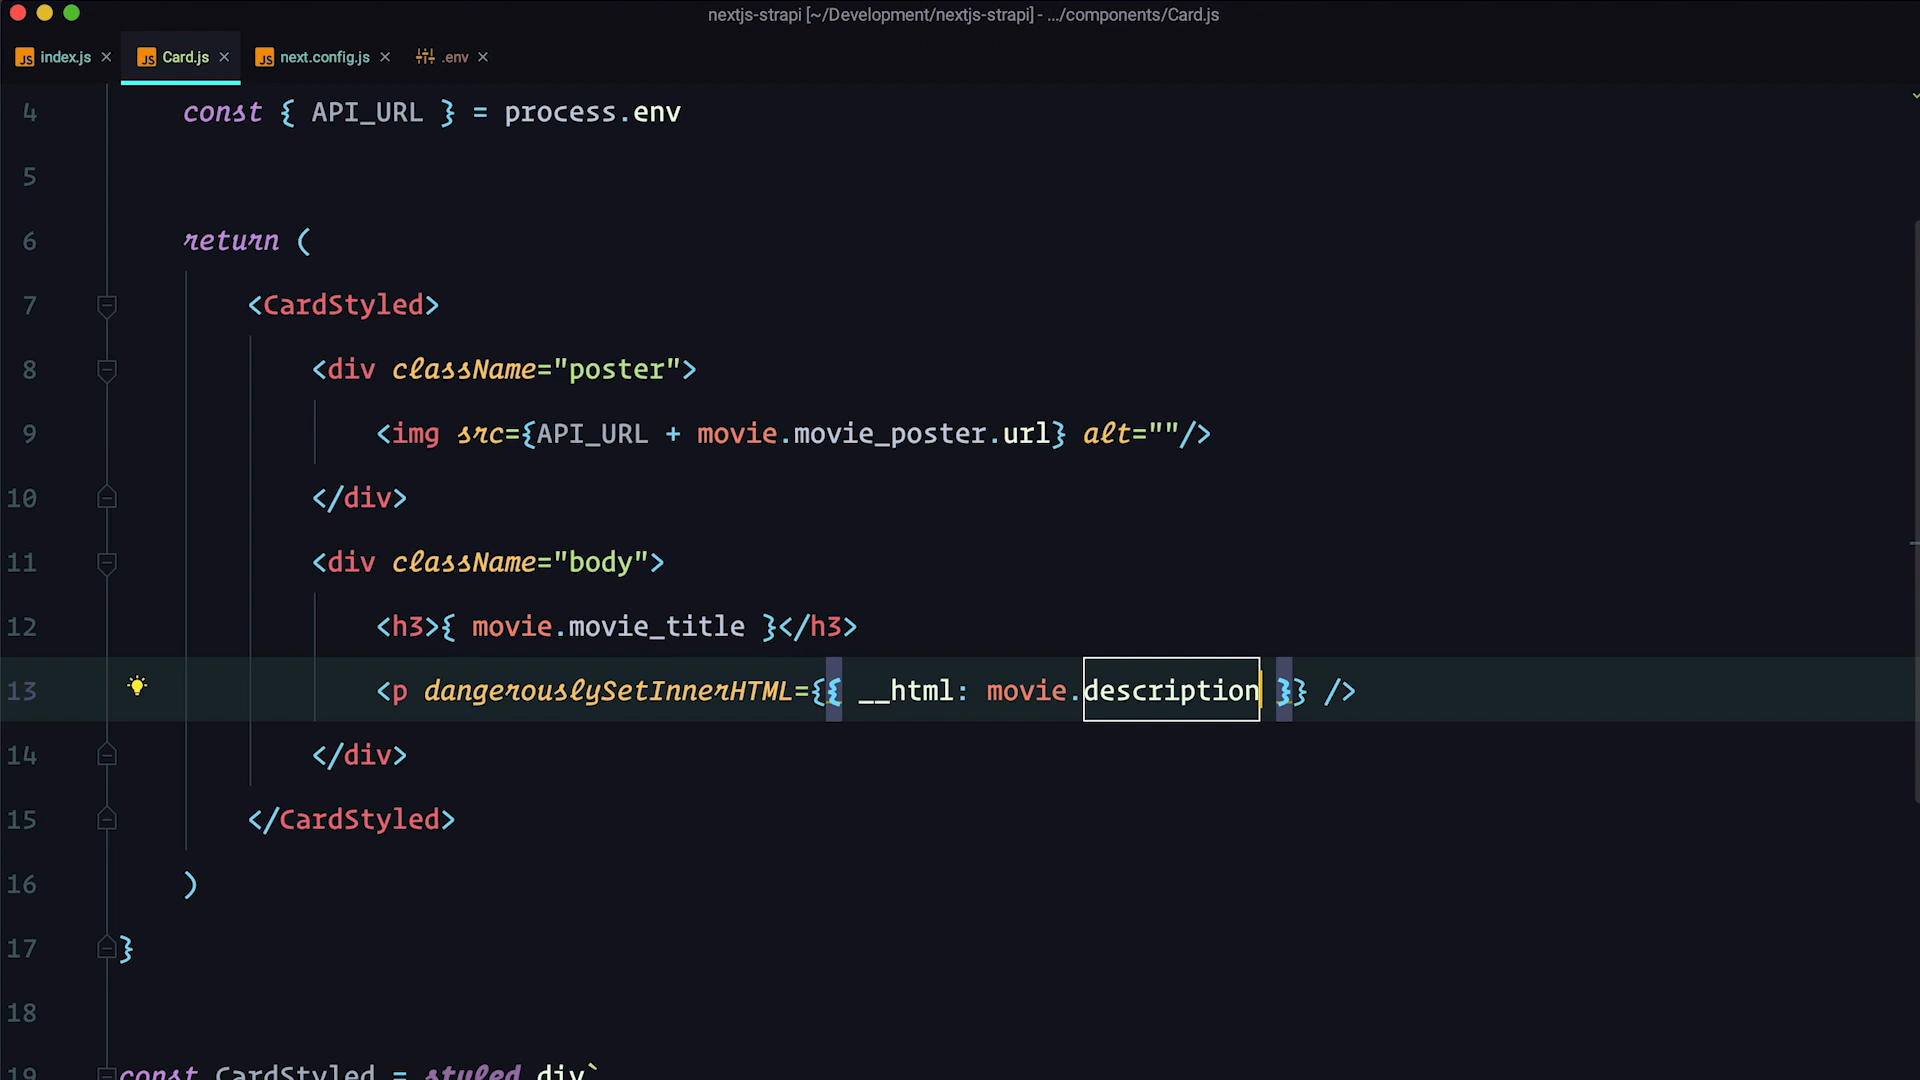 nextjs-strapi [~/Development/nextjs-strapi] - .../components/Card.js
index.js Card.js next.config.js .env
4 const { API_URL } = process.env
5
6 return (
7 <CardStyled>
8 <div className="poster">
9 <img src={API_URL + movie.movie_poster.url} alt=""/>
10 </div>
11 <div className="body">
12 <h3>{ movie.movie_title }</h3>
13 <p dangerouslySetInnerHTML={{ __html: movie.description }} />
14 </div>
15 </CardStyled>
16 )
17 }
18
19 const CardStyled = styled.div`